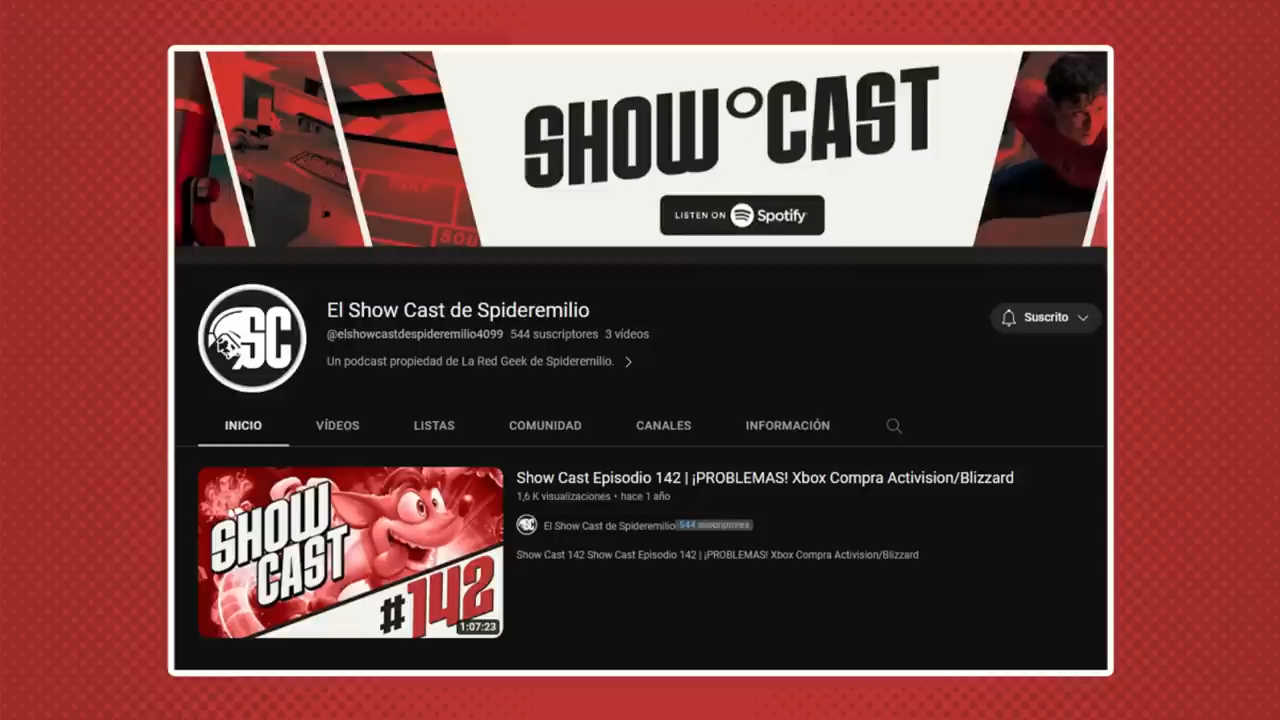 SHOW°CAST
LISTEN ON Spotify
SC
El Show Cast de Spideremilio
@elshowcastdespideremilio4099 544 suscriptores 3 vídeos
Suscrito
Un podcast propiedad de La Red Geek de Spideremilio.
INICIO VÍDEOS LISTAS COMUNIDAD CANALES INFORMACIÓN
SHOW
CAST
#142
1:07:23
Show Cast Episodio 142 | ¡PROBLEMAS! Xbox Compra Activision/Blizzard
1,6 K visualizaciones • hace 1 año
SC El Show Cast de Spideremilio 544 suscriptores
Show Cast 142 Show Cast Episodio 142 | ¡PROBLEMAS! Xbox Compra Activision/Blizzard